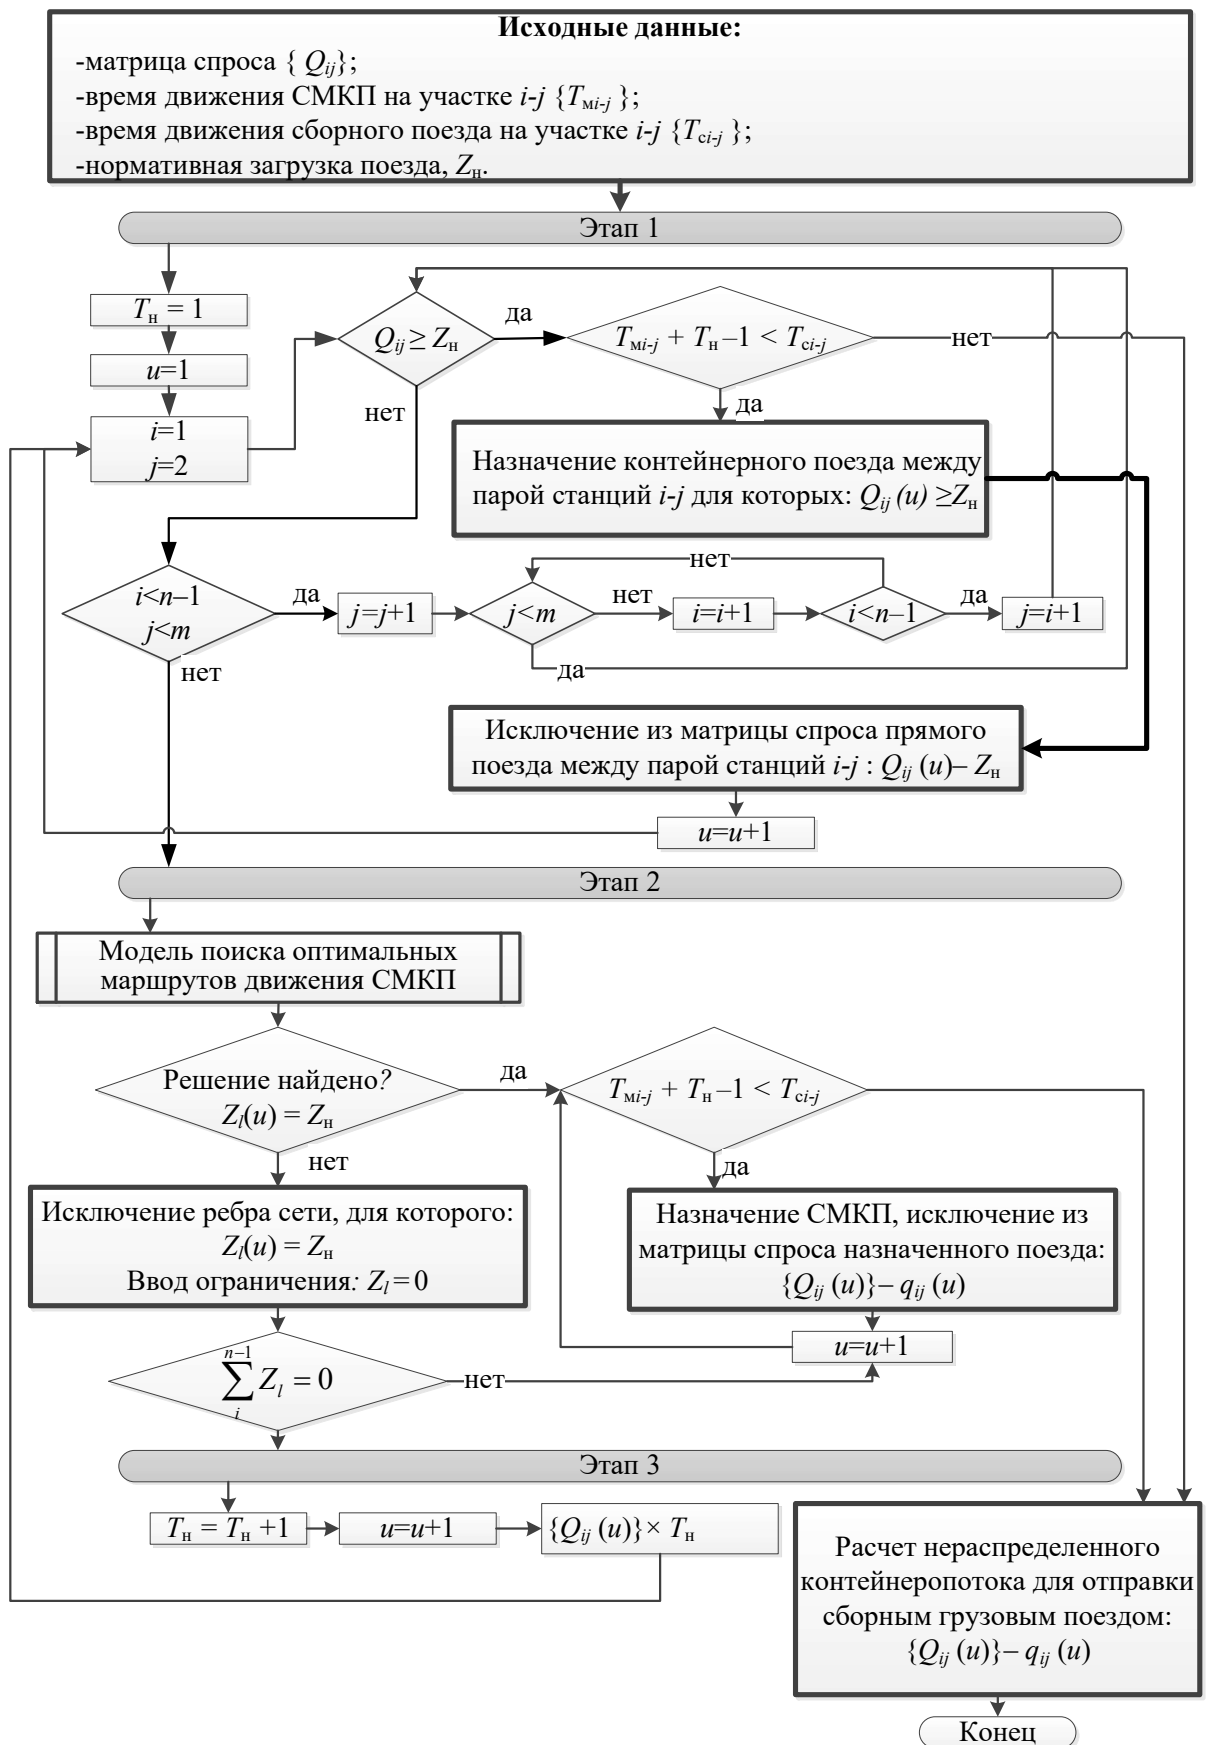 Исходные данные:
-матрица спроса { Qij};
-время движения СМКП на участке i-j {Tмi-j };
-время движения сборного поезда на участке i-j {Tсi-j };
-нормативная загрузка поезда, Zн.
Этап 1
Tн = 1
u=1
i=1
j=2
Qij ≥ Zн
да
нет
Tмi-j + Tн –1 < Tсi-j
нет
да
Назначение контейнерного поезда между
парой станций i-j для которых: Qij (u) ≥Zн
i<n–1
j<m
да
нет
j=j+1
j<m
нет
да
i=i+1
i<n–1
нет
да
j=i+1
Исключение из матрицы спроса прямого
поезда между парой станций i-j : Qij (u)– Zн
u=u+1
Этап 2
Модель поиска оптимальных
маршрутов движения СМКП
Решение найдено?
Zl(u) = Zн
да
нет
Tмi-j + Tн –1 < Tсi-j
да
Исключение ребра сети, для которого:
Zl(u) = Zн
Ввод ограничения: Zl = 0
Назначение СМКП, исключение из
матрицы спроса назначенного поезда:
{Qij (u)}– qij (u)
u=u+1
n–1
∑ Zl = 0
i
нет
Этап 3
Tн = Tн +1
u=u+1
{Qij (u)}× Tн
Расчет нераспределенного
контейнеропотока для отправки
сборным грузовым поездом:
{Qij (u)}– qij (u)
Конец